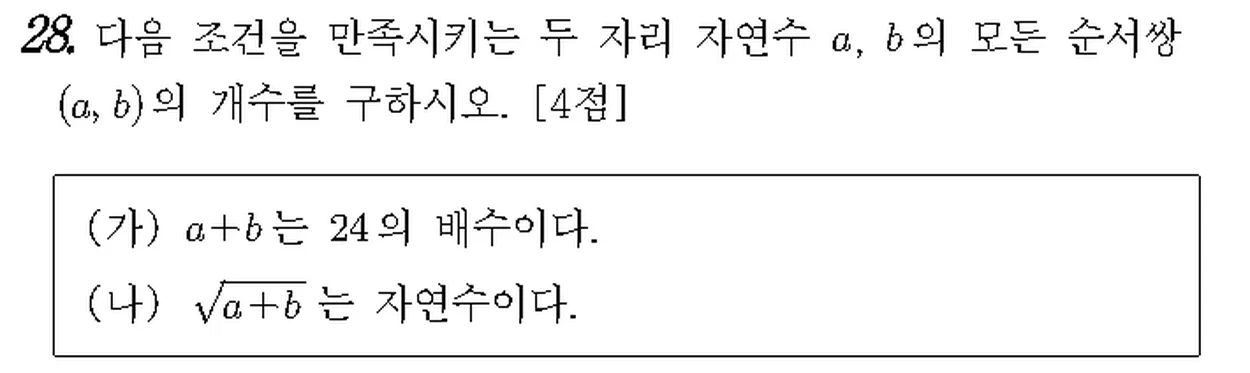 28. 다음 조건을 만족시키는 두 자리 자연수 a, b의 모든 순서쌍
(a, b)의 개수를 구하시오. [4점]
(가) a+b는 24의 배수이다.
(나) √(a+b) 는 자연수이다.